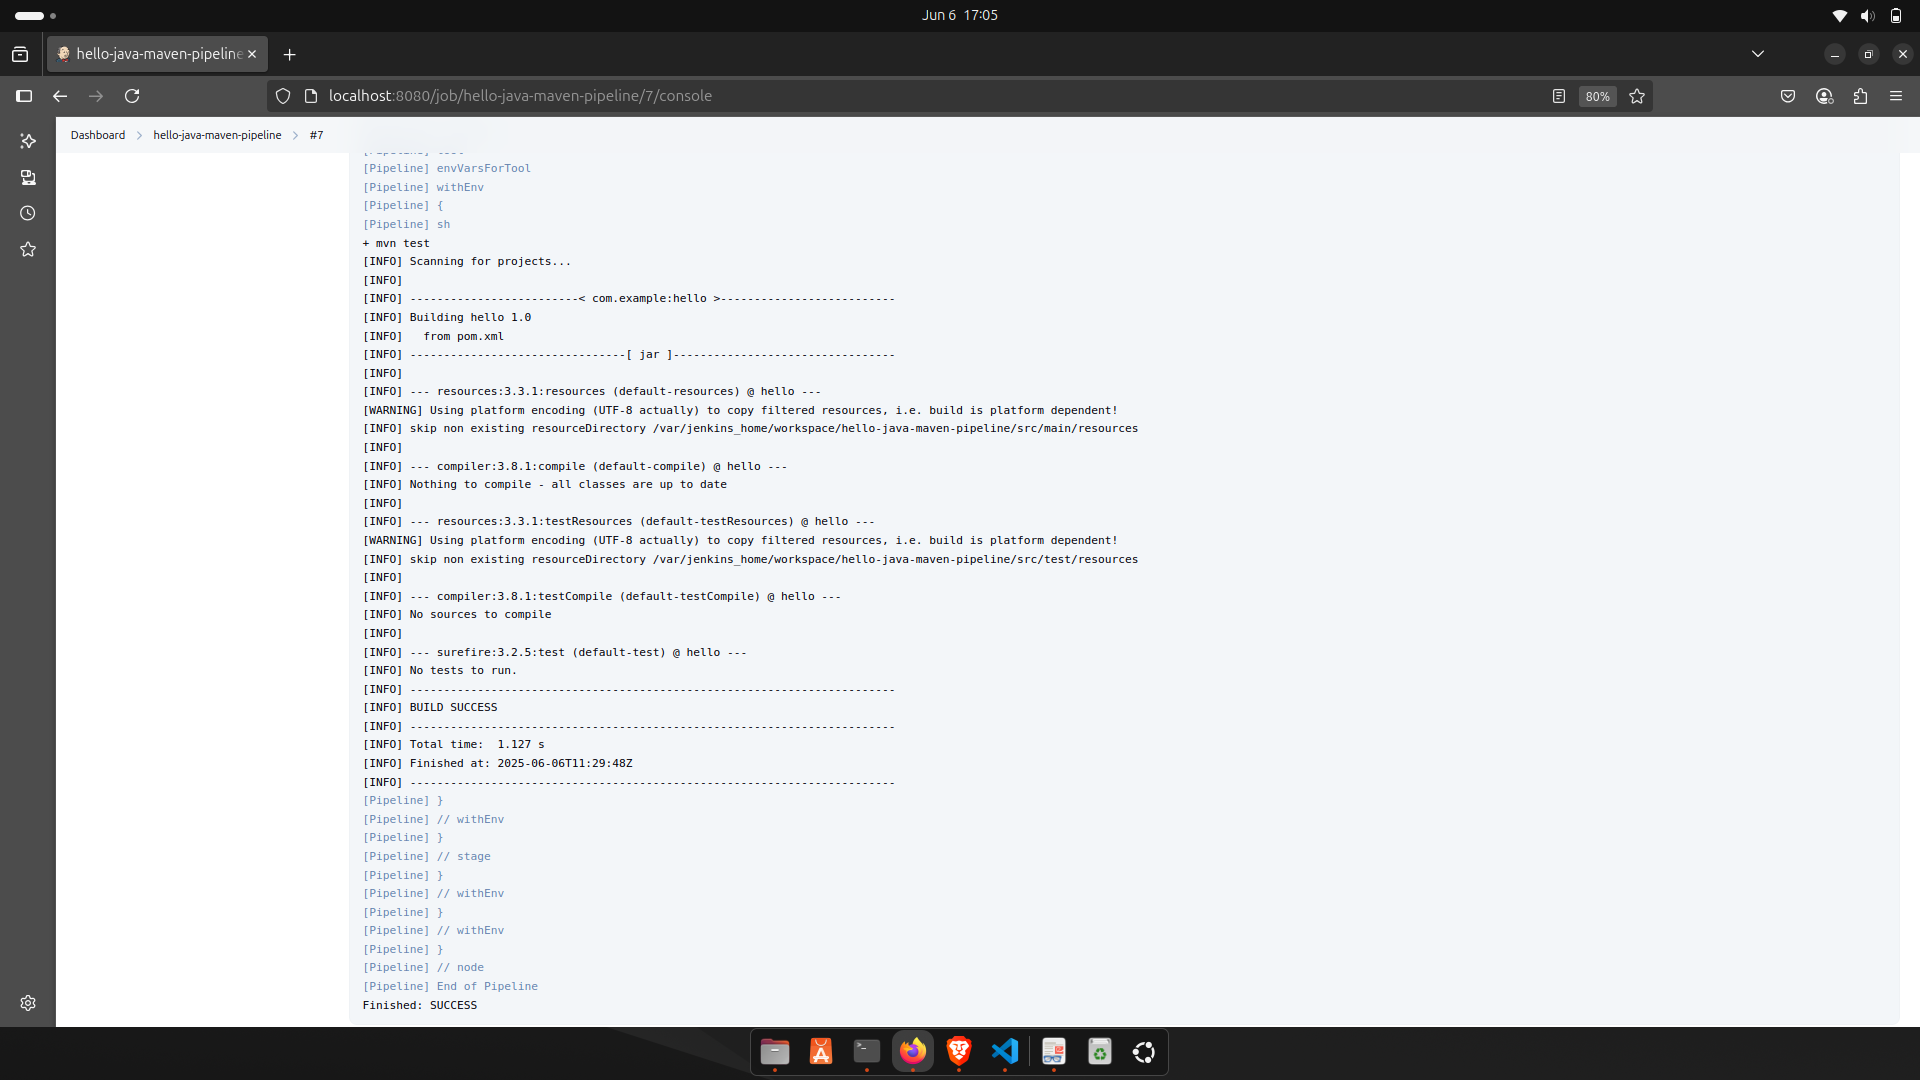 Jun 6 17:05
hello-java-maven-pipeline
localhost:8080/job/hello-java-maven-pipeline/7/console
80%
Dashboard
hello-java-maven-pipeline
#7
[Pipeline] envVarsForTool
[Pipeline] withEnv
[Pipeline] {
[Pipeline] sh
+ mvn test
[INFO] Scanning for projects...
[INFO]
[INFO] -------------------------< com.example:hello >--------------------------
[INFO] Building hello 1.0
[INFO]   from pom.xml
[INFO] --------------------------------[ jar ]---------------------------------
[INFO]
[INFO] --- resources:3.3.1:resources (default-resources) @ hello ---
[WARNING] Using platform encoding (UTF-8 actually) to copy filtered resources, i.e. build is platform dependent!
[INFO] skip non existing resourceDirectory /var/jenkins_home/workspace/hello-java-maven-pipeline/src/main/resources
[INFO]
[INFO] --- compiler:3.8.1:compile (default-compile) @ hello ---
[INFO] Nothing to compile - all classes are up to date
[INFO]
[INFO] --- resources:3.3.1:testResources (default-testResources) @ hello ---
[WARNING] Using platform encoding (UTF-8 actually) to copy filtered resources, i.e. build is platform dependent!
[INFO] skip non existing resourceDirectory /var/jenkins_home/workspace/hello-java-maven-pipeline/src/test/resources
[INFO]
[INFO] --- compiler:3.8.1:testCompile (default-testCompile) @ hello ---
[INFO] No sources to compile
[INFO]
[INFO] --- surefire:3.2.5:test (default-test) @ hello ---
[INFO] No tests to run.
[INFO] ------------------------------------------------------------------------
[INFO] BUILD SUCCESS
[INFO] ------------------------------------------------------------------------
[INFO] Total time:  1.127 s
[INFO] Finished at: 2025-06-06T11:29:48Z
[INFO] ------------------------------------------------------------------------
[Pipeline] }
[Pipeline] // withEnv
[Pipeline] }
[Pipeline] // stage
[Pipeline] }
[Pipeline] // withEnv
[Pipeline] }
[Pipeline] // withEnv
[Pipeline] }
[Pipeline] // node
[Pipeline] End of Pipeline
Finished: SUCCESS